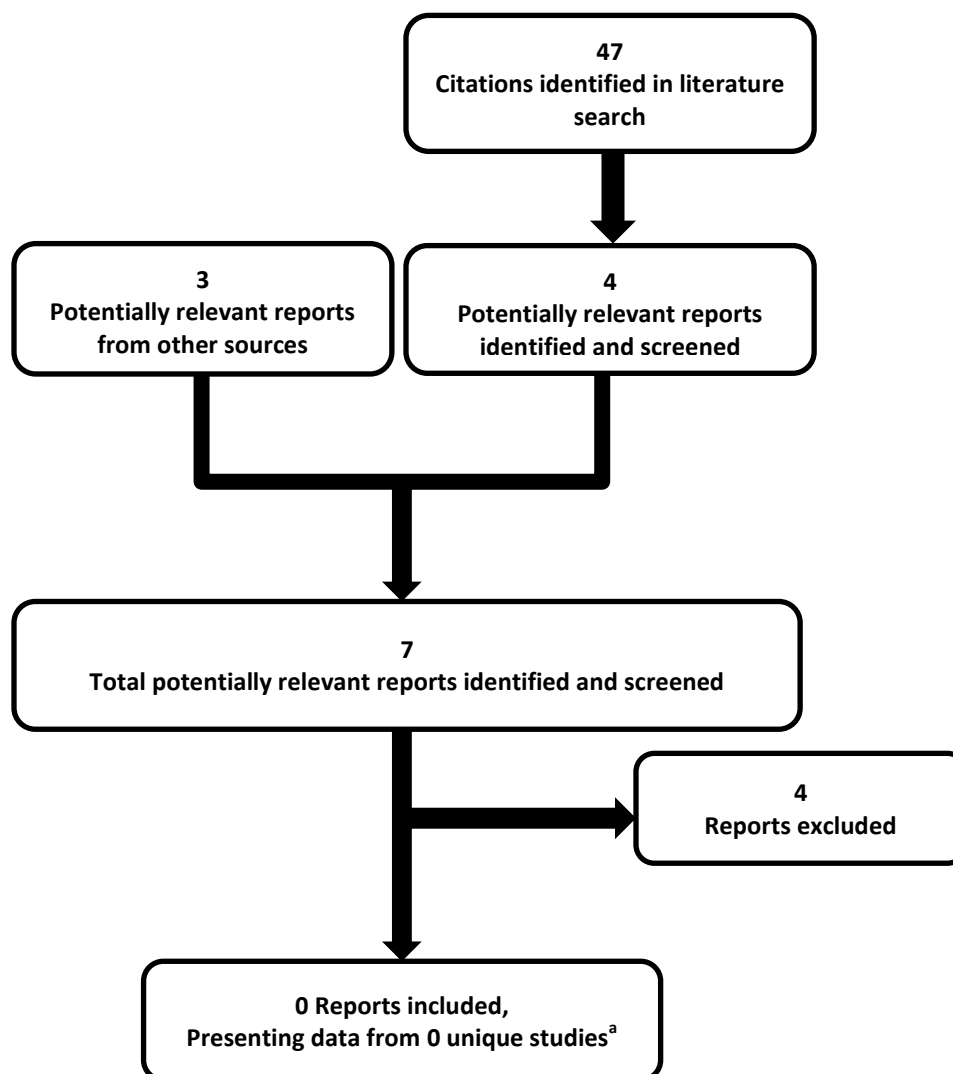 47
Citations identified in literature
search
3
Potentially relevant reports
from other sources
4
Potentially relevant reports
identified and screened
7
Total potentially relevant reports identified and screened
4
Reports excluded
0 Reports included,
Presenting data from 0 unique studiesᵃ